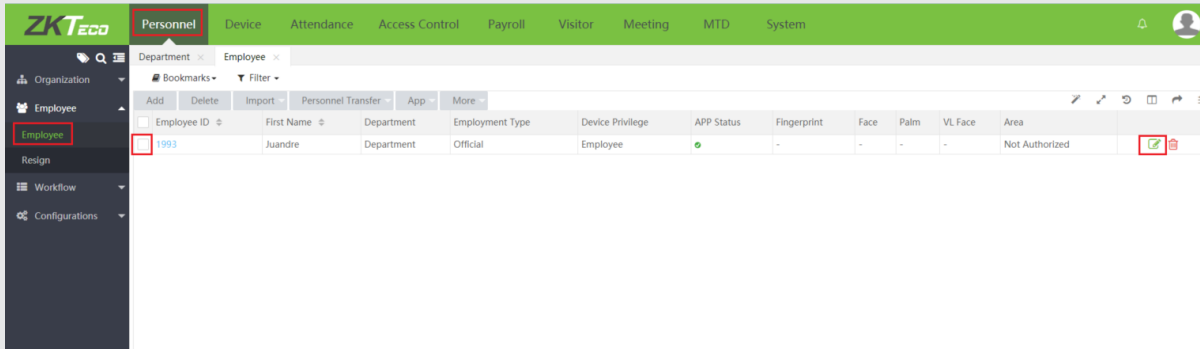 ZKTECO Personnel Device Attendance Access Control Payroll Visitor Meeting MTD System
Department × Employee ×
Organization
Bookmarks Filter
Employee
Add Delete Import Personnel Transfer App More
Employee ID First Name Department Employment Type Device Privilege APP Status Fingerprint Face Palm VL Face Area
Employee
1993 Juandre Department Official Employee - - - - Not Authorized
Resign
Workflow
Configurations